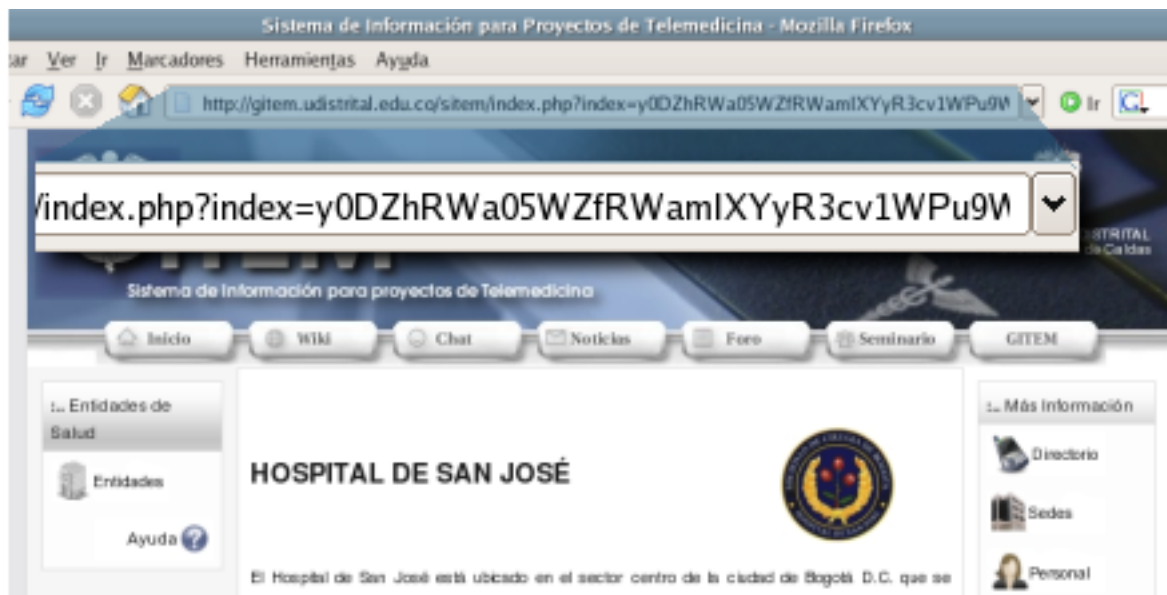 Sistema de Información para Proyectos de Telemedicina - Mozilla Firefox
Ver Ir Marcadores Herramientas Ayuda
http://gitem.udistrital.edu.co/sitem/index.php?index=y0DZhRWa05WZfRWamlXYyR3cv1WPu9W Ir
/index.php?index=y0DZhRWa05WZfRWamlXYyR3cv1WPu9W
Sistema de Información para proyectos de Telemedicina
Inicio Wiki Chat Noticias Foro Seminario GITEM
:.. Entidades de
Salud
Entidades
Ayuda
HOSPITAL DE SAN JOSÉ
El Hospital de San José está ubicado en el sector centro de la ciudad de Bogotá D.C. que se
:.. Más Información
Directorio
Sedes
Personal